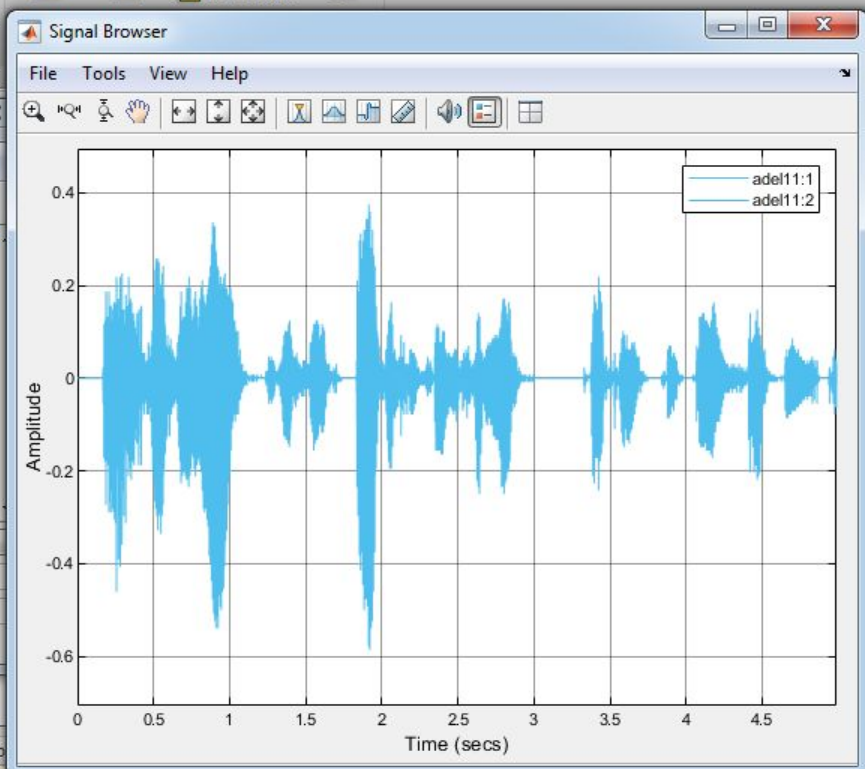 Signal Browser
File Tools View Help
adel11:1
adel11:2
0.4
0.2
0
-0.2
-0.4
-0.6
Amplitude
0 0.5 1 1.5 2 2.5 3 3.5 4 4.5
Time (secs)